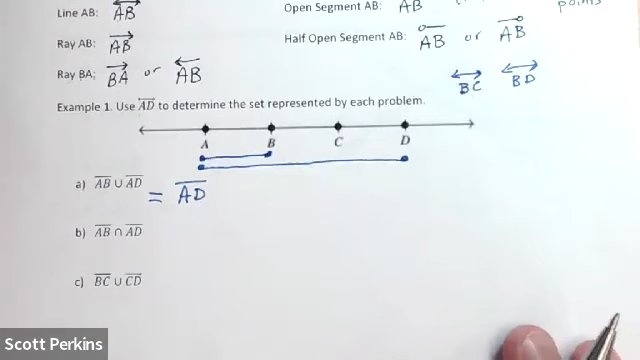 Line AB: AB
Open Segment AB: AB
points
Ray AB: AB
Half Open Segment AB: AB or AB
Ray BA; BA or AB
BC BD
Example 1. Use AD to determine the set represented by each problem.
A B C D
a) AB ∪ AD = AD
b) AB ∩ AD
c) BC ∪ CD
Scott Perkins